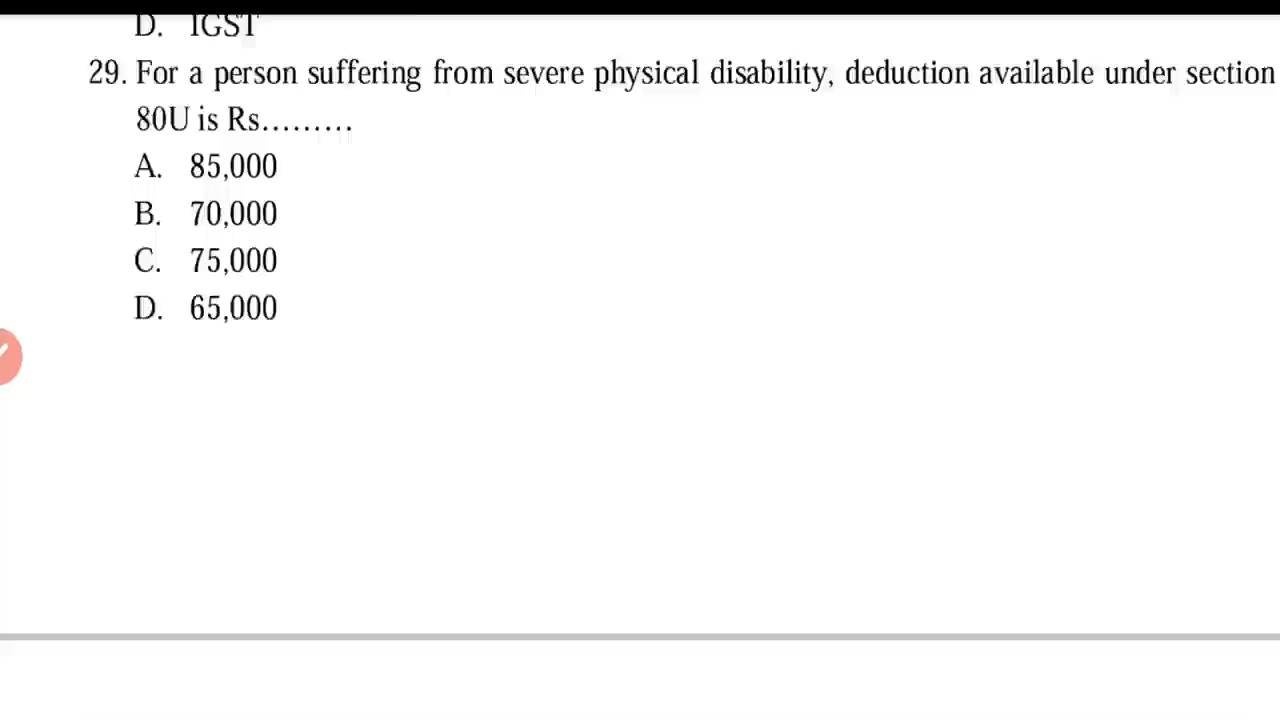 D. IGST
29. For a person suffering from severe physical disability, deduction available under section
80U is Rs.........
A. 85,000
B. 70,000
C. 75,000
D. 65,000